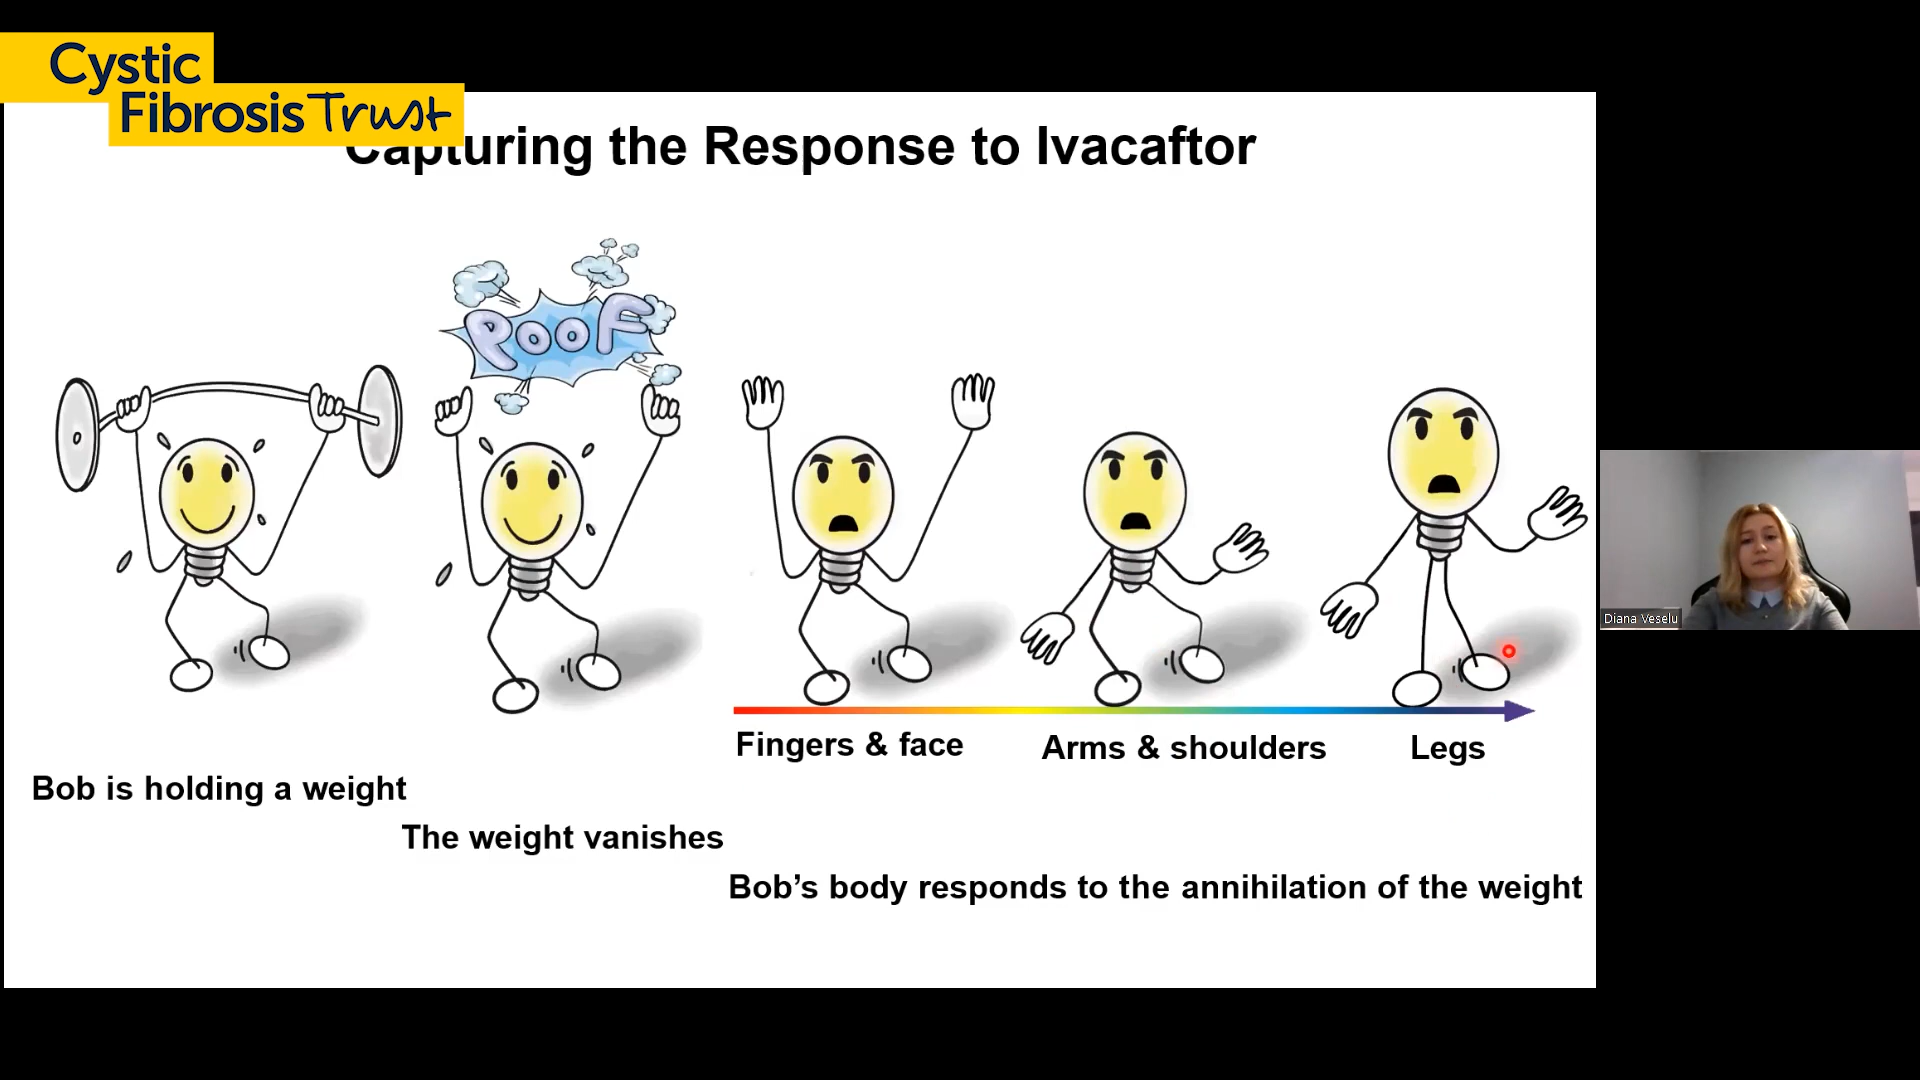 Cystic
Fibrosis Trust
Capturing the Response to Ivacaftor
POOF
Fingers & face
Arms & shoulders
Legs
Bob is holding a weight
The weight vanishes
Bob’s body responds to the annihilation of the weight
Diana Veselu